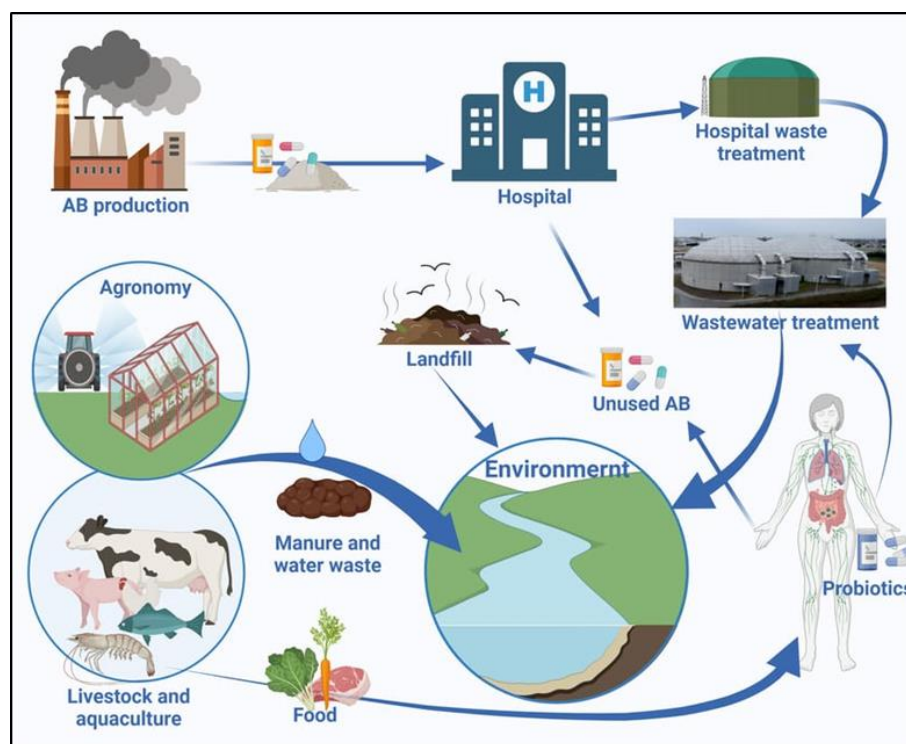 H
AB production
Hospital
Hospital waste
treatment
Agronomy
Landfill
Wastewater treatment
Unused AB
Environmernt
Manure and
water waste
Probiotics
Livestock and
aquaculture
Food